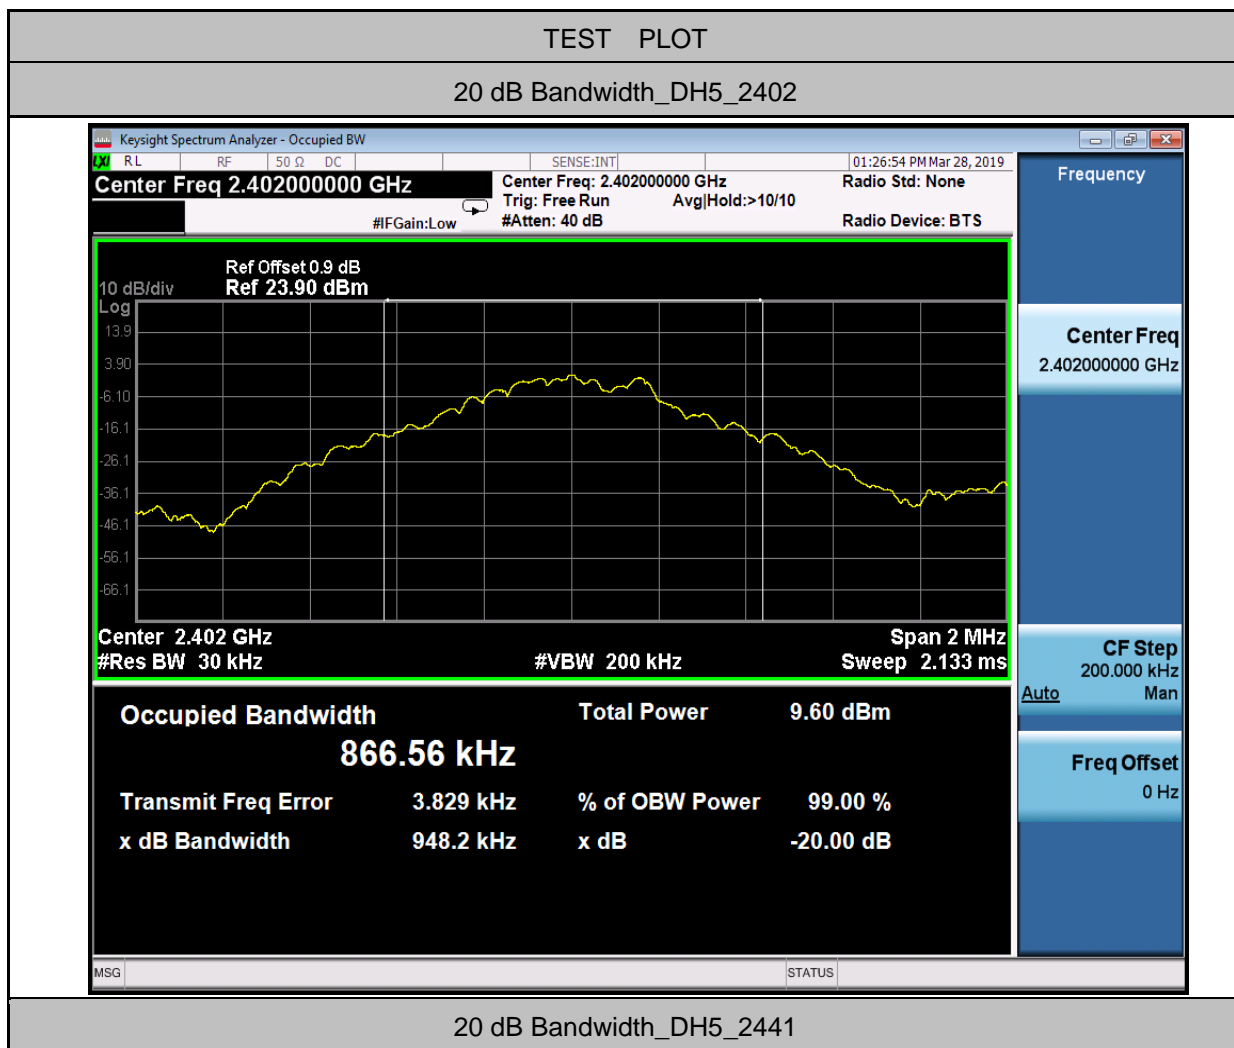 TEST PLOT
20 dB Bandwidth_DH5_2402
Keysight Spectrum Analyzer - Occupied BW
LXI RL RF 50 Ω DC SENSE:INT 01:26:54 PM Mar 28, 2019
Center Freq 2.402000000 GHz Center Freq: 2.402000000 GHz Radio Std: None
Trig: Free Run Avg|Hold:>10/10
#IFGain:Low #Atten: 40 dB Radio Device: BTS
Frequency
Ref Offset 0.9 dB
10 dB/div Ref 23.90 dBm
Log
13.9
3.90
-6.10
-16.1
-26.1
-36.1
-46.1
-56.1
-66.1
Center 2.402 GHz Span 2 MHz
#Res BW 30 kHz #VBW 200 kHz Sweep 2.133 ms
Occupied Bandwidth Total Power 9.60 dBm
866.56 kHz
Transmit Freq Error 3.829 kHz % of OBW Power 99.00 %
x dB Bandwidth 948.2 kHz x dB -20.00 dB
Center Freq
2.402000000 GHz
CF Step
200.000 kHz
Auto Man
Freq Offset
0 Hz
MSG STATUS
20 dB Bandwidth_DH5_2441